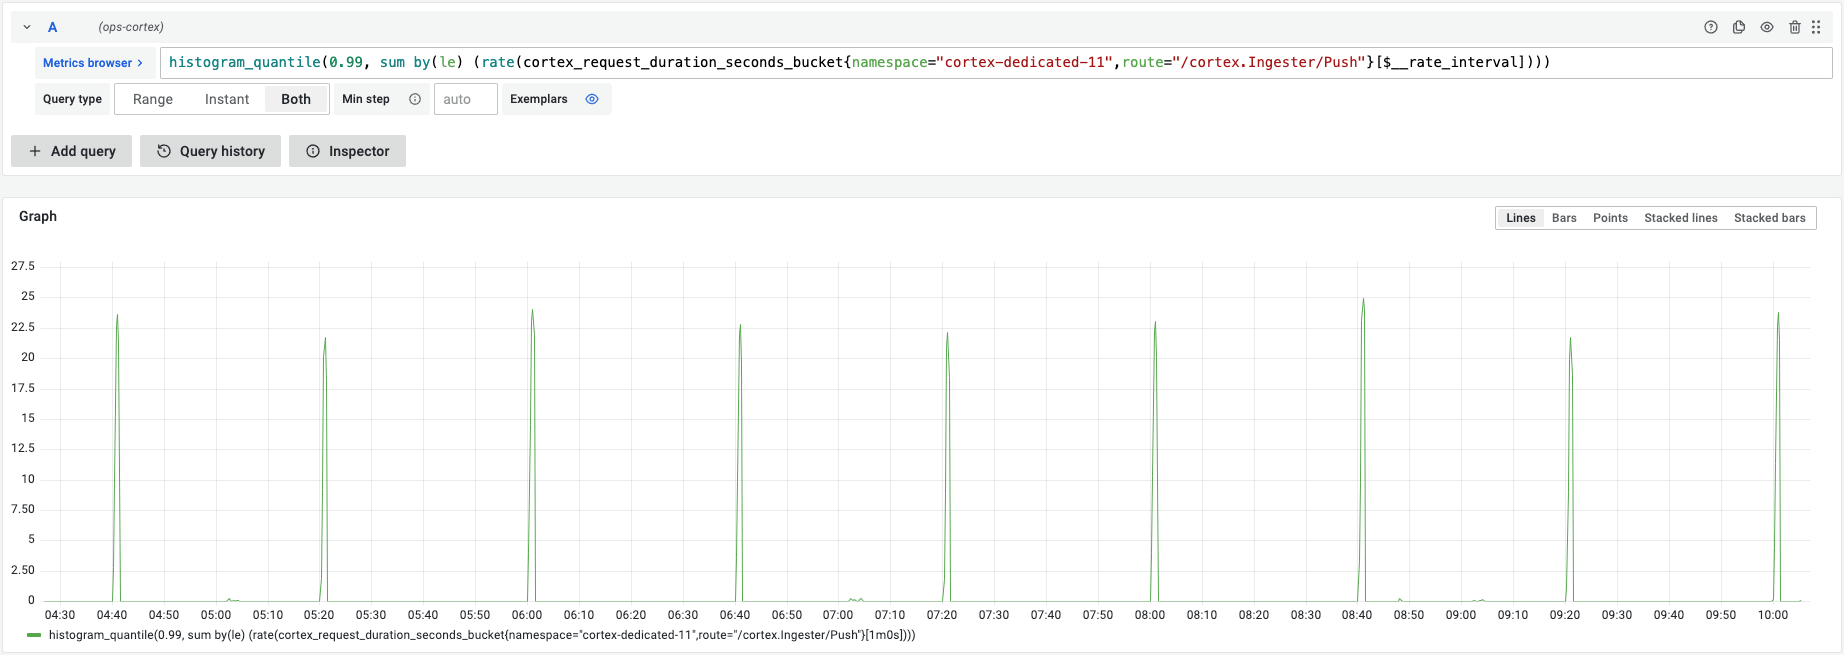 A (ops-cortex)
Metrics browser > histogram_quantile(0.99, sum by(le) (rate(cortex_request_duration_seconds_bucket{namespace="cortex-dedicated-11",route="/cortex.Ingester/Push"}[$__rate_interval])))
Query type Range Instant Both Min step auto Exemplars
+ Add query Query history Inspector
Graph
Lines Bars Points Stacked lines Stacked bars
27.5
25
22.5
20
17.5
15
12.5
10
7.50
5
2.50
0
04:30 04:40 04:50 05:00 05:10 05:20 05:30 05:40 05:50 06:00 06:10 06:20 06:30 06:40 06:50 07:00 07:10 07:20 07:30 07:40 07:50 08:00 08:10 08:20 08:30 08:40 08:50 09:00 09:10 09:20 09:30 09:40 09:50 10:00
histogram_quantile(0.99, sum by(le) (rate(cortex_request_duration_seconds_bucket{namespace="cortex-dedicated-11",route="/cortex.Ingester/Push"}[1m0s])))